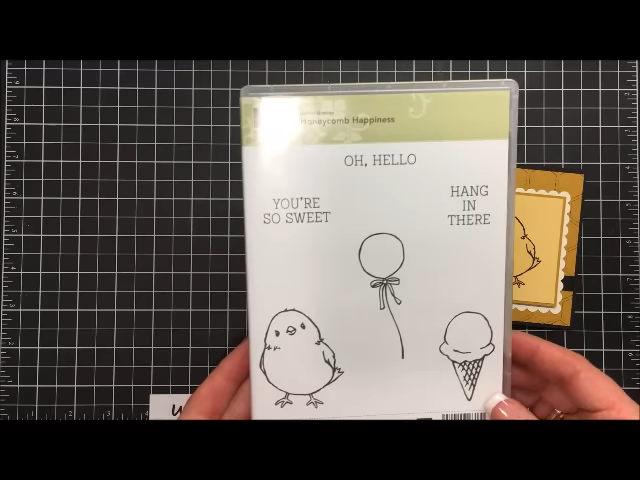 Honeycomb Happiness
OH, HELLO
YOU'RE
SO SWEET
HANG
IN
THERE